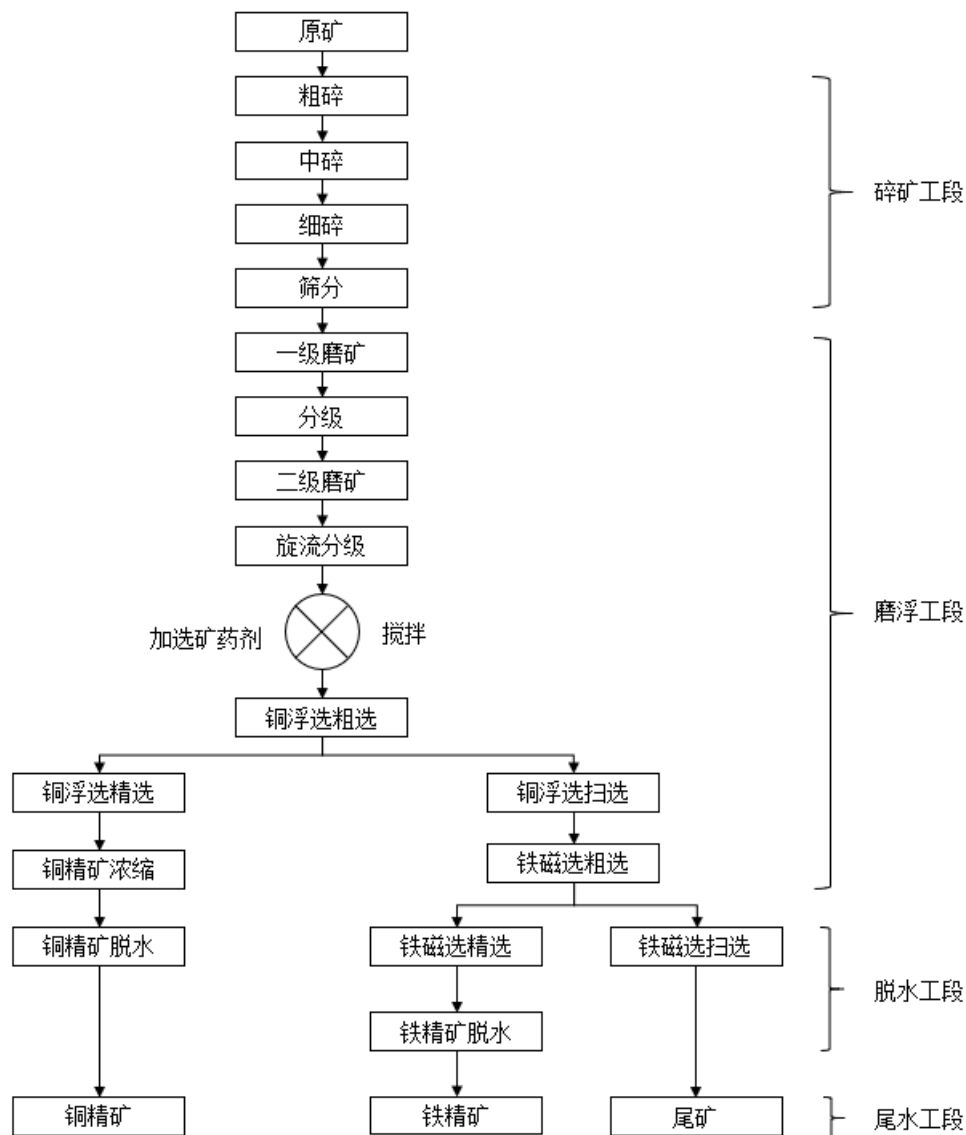 原矿
粗碎
中碎
碎矿工段
细碎
筛分
一级磨矿
分级
二级磨矿
旋流分级
磨浮工段
加选矿药剂
搅拌
铜浮选粗选
铜浮选精选
铜浮选扫选
铜精矿浓缩
铁磁选粗选
铜精矿脱水
铁磁选精选
铁磁选扫选
脱水工段
铁精矿脱水
铜精矿
铁精矿
尾矿
尾水工段